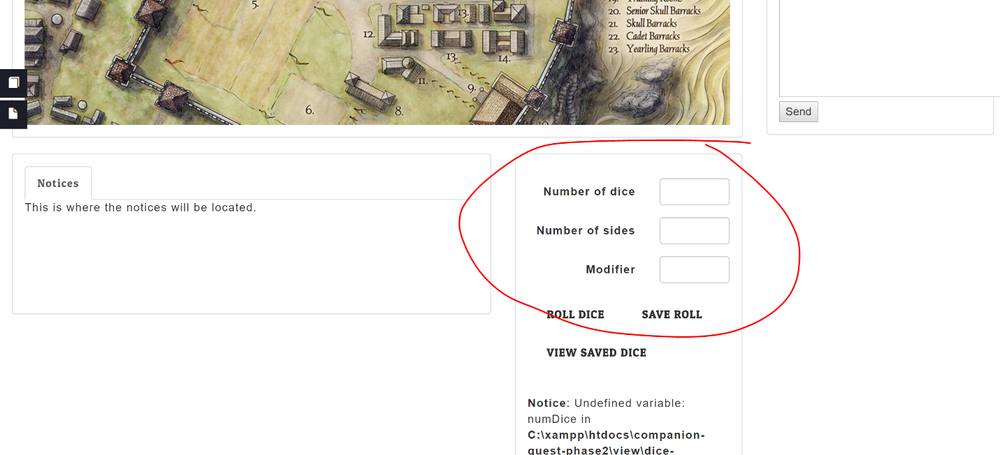 5.
12.
13.
13.
14.
11.
9.
6.
8.
10
20. Senior Skull Barracks
21. Skull Barracks
22. Cadet Barracks
23. Yearling Barracks
Send
Notices
This is where the notices will be located.
Number of dice
Number of sides
Modifier
ROLL DICE SAVE ROLL
VIEW SAVED DICE
Notice: Undefined variable:
numDice in
C:\xampp\htdocs\companion-
quest-phase2\view\dice-